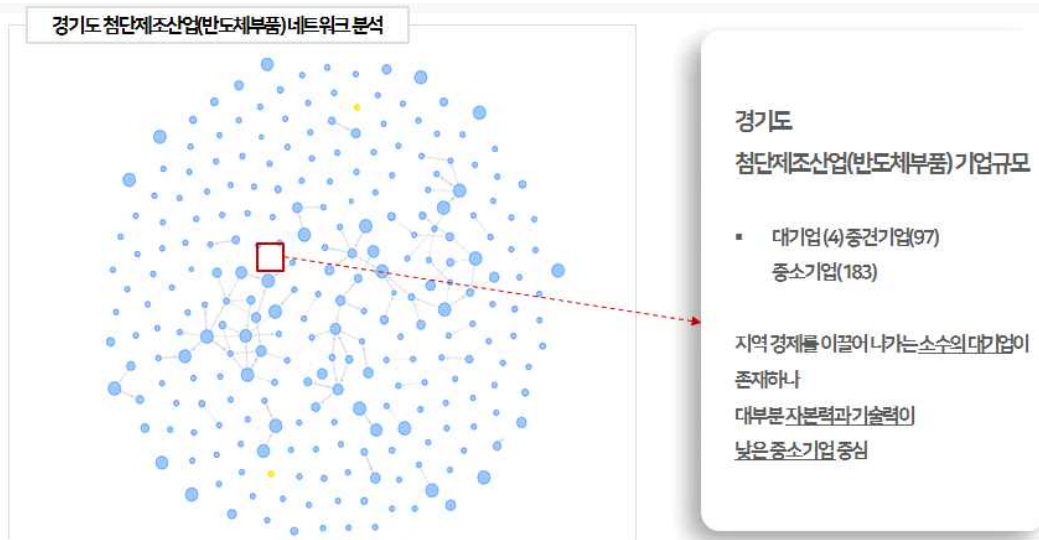 경기도 첨단제조산업(반도체부품) 네트워크 분석
경기도
첨단제조산업(반도체부품) 기업규모
▪ 대기업(4) 중견기업(97)
중소기업(183)
지역 경제를 이끌어 나가는 소수의 대기업이
존재하나
대부분 자본력과 기술력이
낮은 중소기업 중심